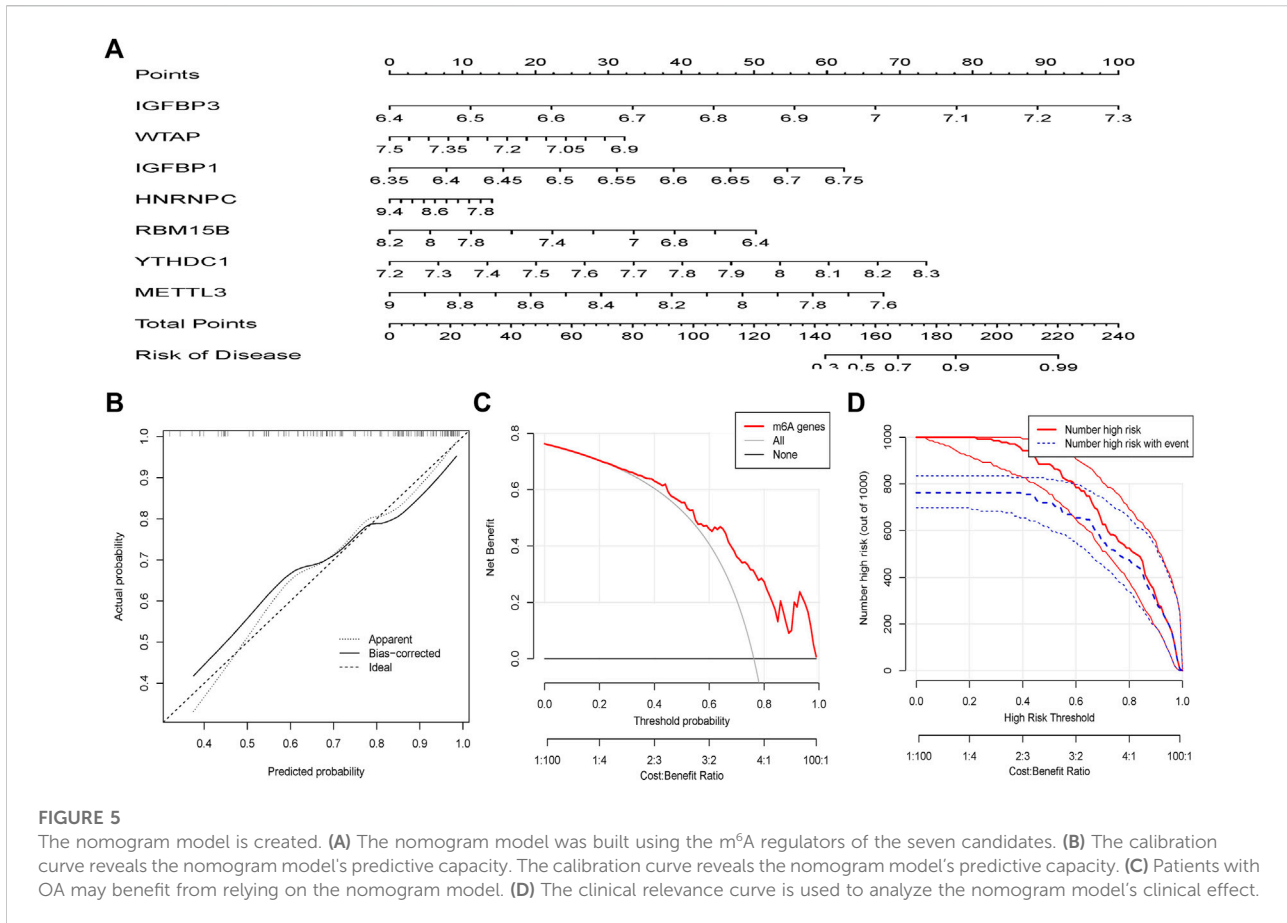 A
Points
0 10 20 30 40 50 60 70 80 90 100
IGFBP3
6.4 6.5 6.6 6.7 6.8 6.9 7 7.1 7.2 7.3
WTAP
7.5 7.35 7.2 7.05 6.9
IGFBP1
6.35 6.4 6.45 6.5 6.55 6.6 6.65 6.7 6.75
HNRNPC
9.4 8.6 7.8
RBM15B
8.2 8 7.8 7.4 7 6.8 6.4
YTHDC1
7.2 7.3 7.4 7.5 7.6 7.7 7.8 7.9 8 8.1 8.2 8.3
METTL3
9 8.8 8.6 8.4 8.2 8 7.8 7.6
Total Points
0 20 40 60 80 100 120 140 160 180 200 220 240
Risk of Disease
0.3 0.5 0.7 0.9 0.99
B
Actual probability
1.0
0.9
0.8
0.7
0.6
0.5
0.4
Apparent
Bias-corrected
Ideal
0.4 0.5 0.6 0.7 0.8 0.9 1.0
Predicted probability
C
m6A genes
All
None
Net Benefit
0.8
0.6
0.4
0.2
0.0
0.0 0.2 0.4 0.6 0.8 1.0
Threshold probability
1:100 1:4 2:3 3:2 4:1 100:1
Cost:Benefit Ratio
D
Number high risk
Number high risk with event
Number high risk (out of 1000)
1000
800
600
400
200
0
0.0 0.2 0.4 0.6 0.8 1.0
High Risk Threshold
1:100 1:4 2:3 3:2 4:1 100:1
Cost:Benefit Ratio
FIGURE 5
The nomogram model is created. (A) The nomogram model was built using the m⁶A regulators of the seven candidates. (B) The calibration
curve reveals the nomogram model's predictive capacity. The calibration curve reveals the nomogram model's predictive capacity. (C) Patients with
OA may benefit from relying on the nomogram model. (D) The clinical relevance curve is used to analyze the nomogram model's clinical effect.